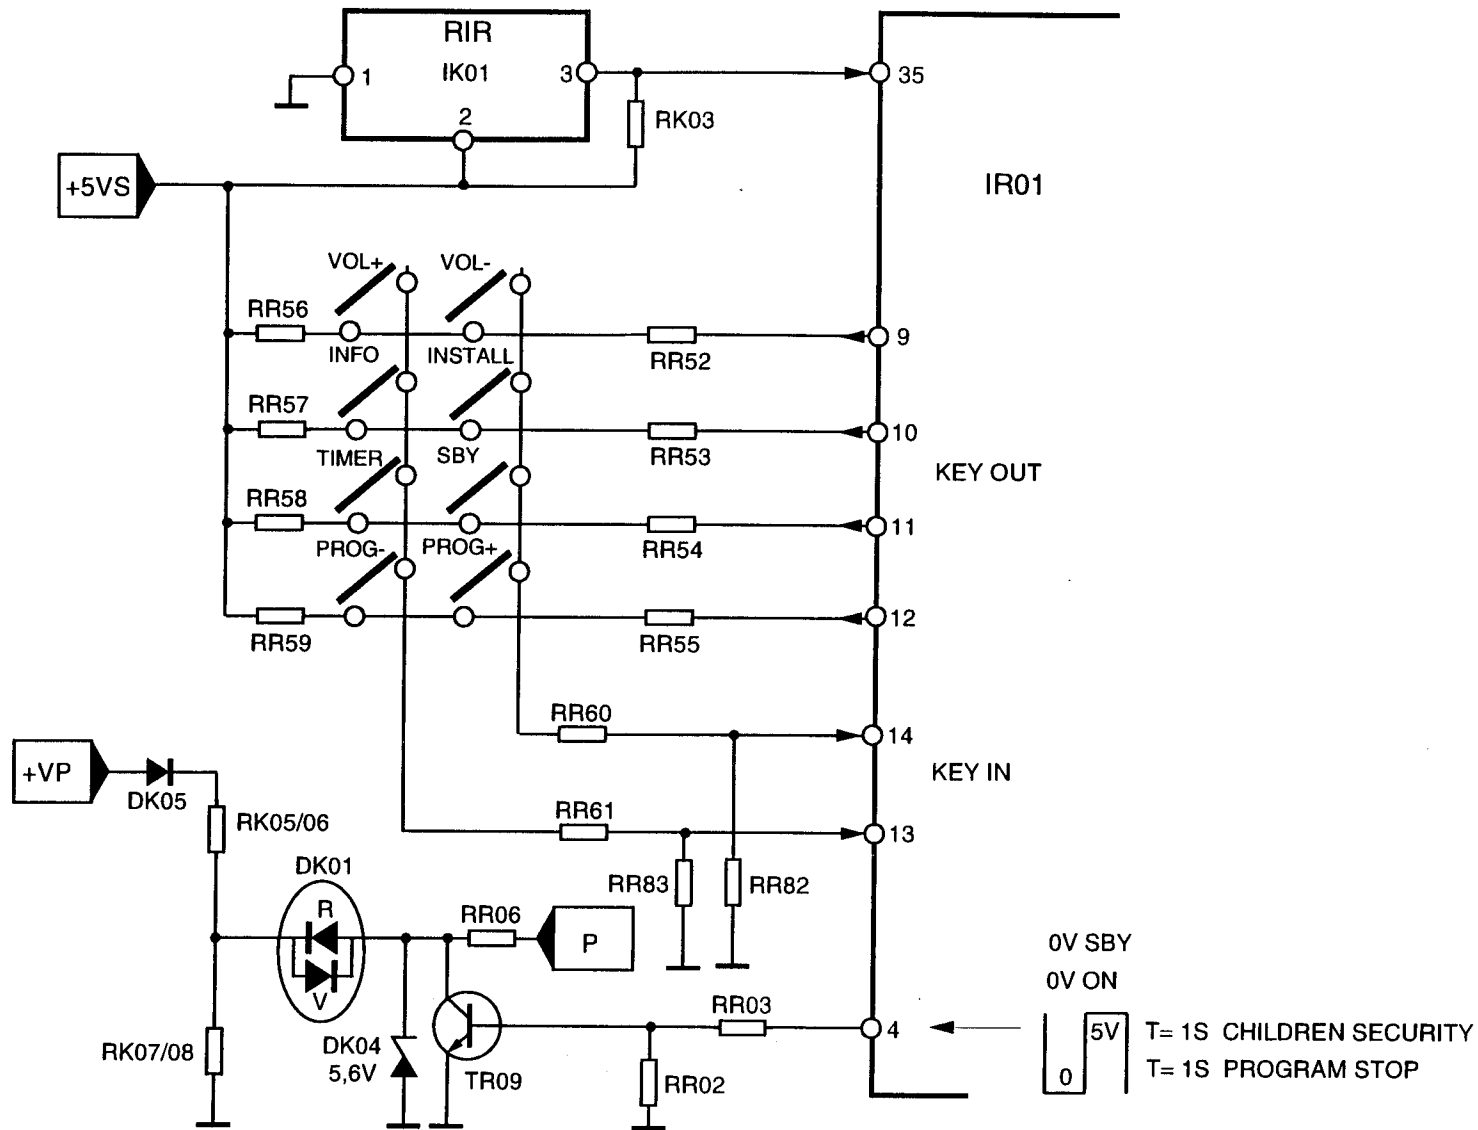 RIR
IK01
1
2
3
RK03
35
+5VS
IR01
VOL+
VOL-
RR56
INFO
INSTALL
RR52
9
RR57
TIMER
SBY
RR53
10
KEY OUT
RR58
PROG-
PROG+
RR54
11
RR59
RR55
12
RR60
14
+VP
DK05
KEY IN
RK05/06
RR61
13
DK01
RR83
RR82
R
RR06
P
V
0V SBY
0V ON
RR03
4
5V
T= 1S CHILDREN SECURITY
RK07/08
DK04
5,6V
TR09
RR02
0
T= 1S PROGRAM STOP